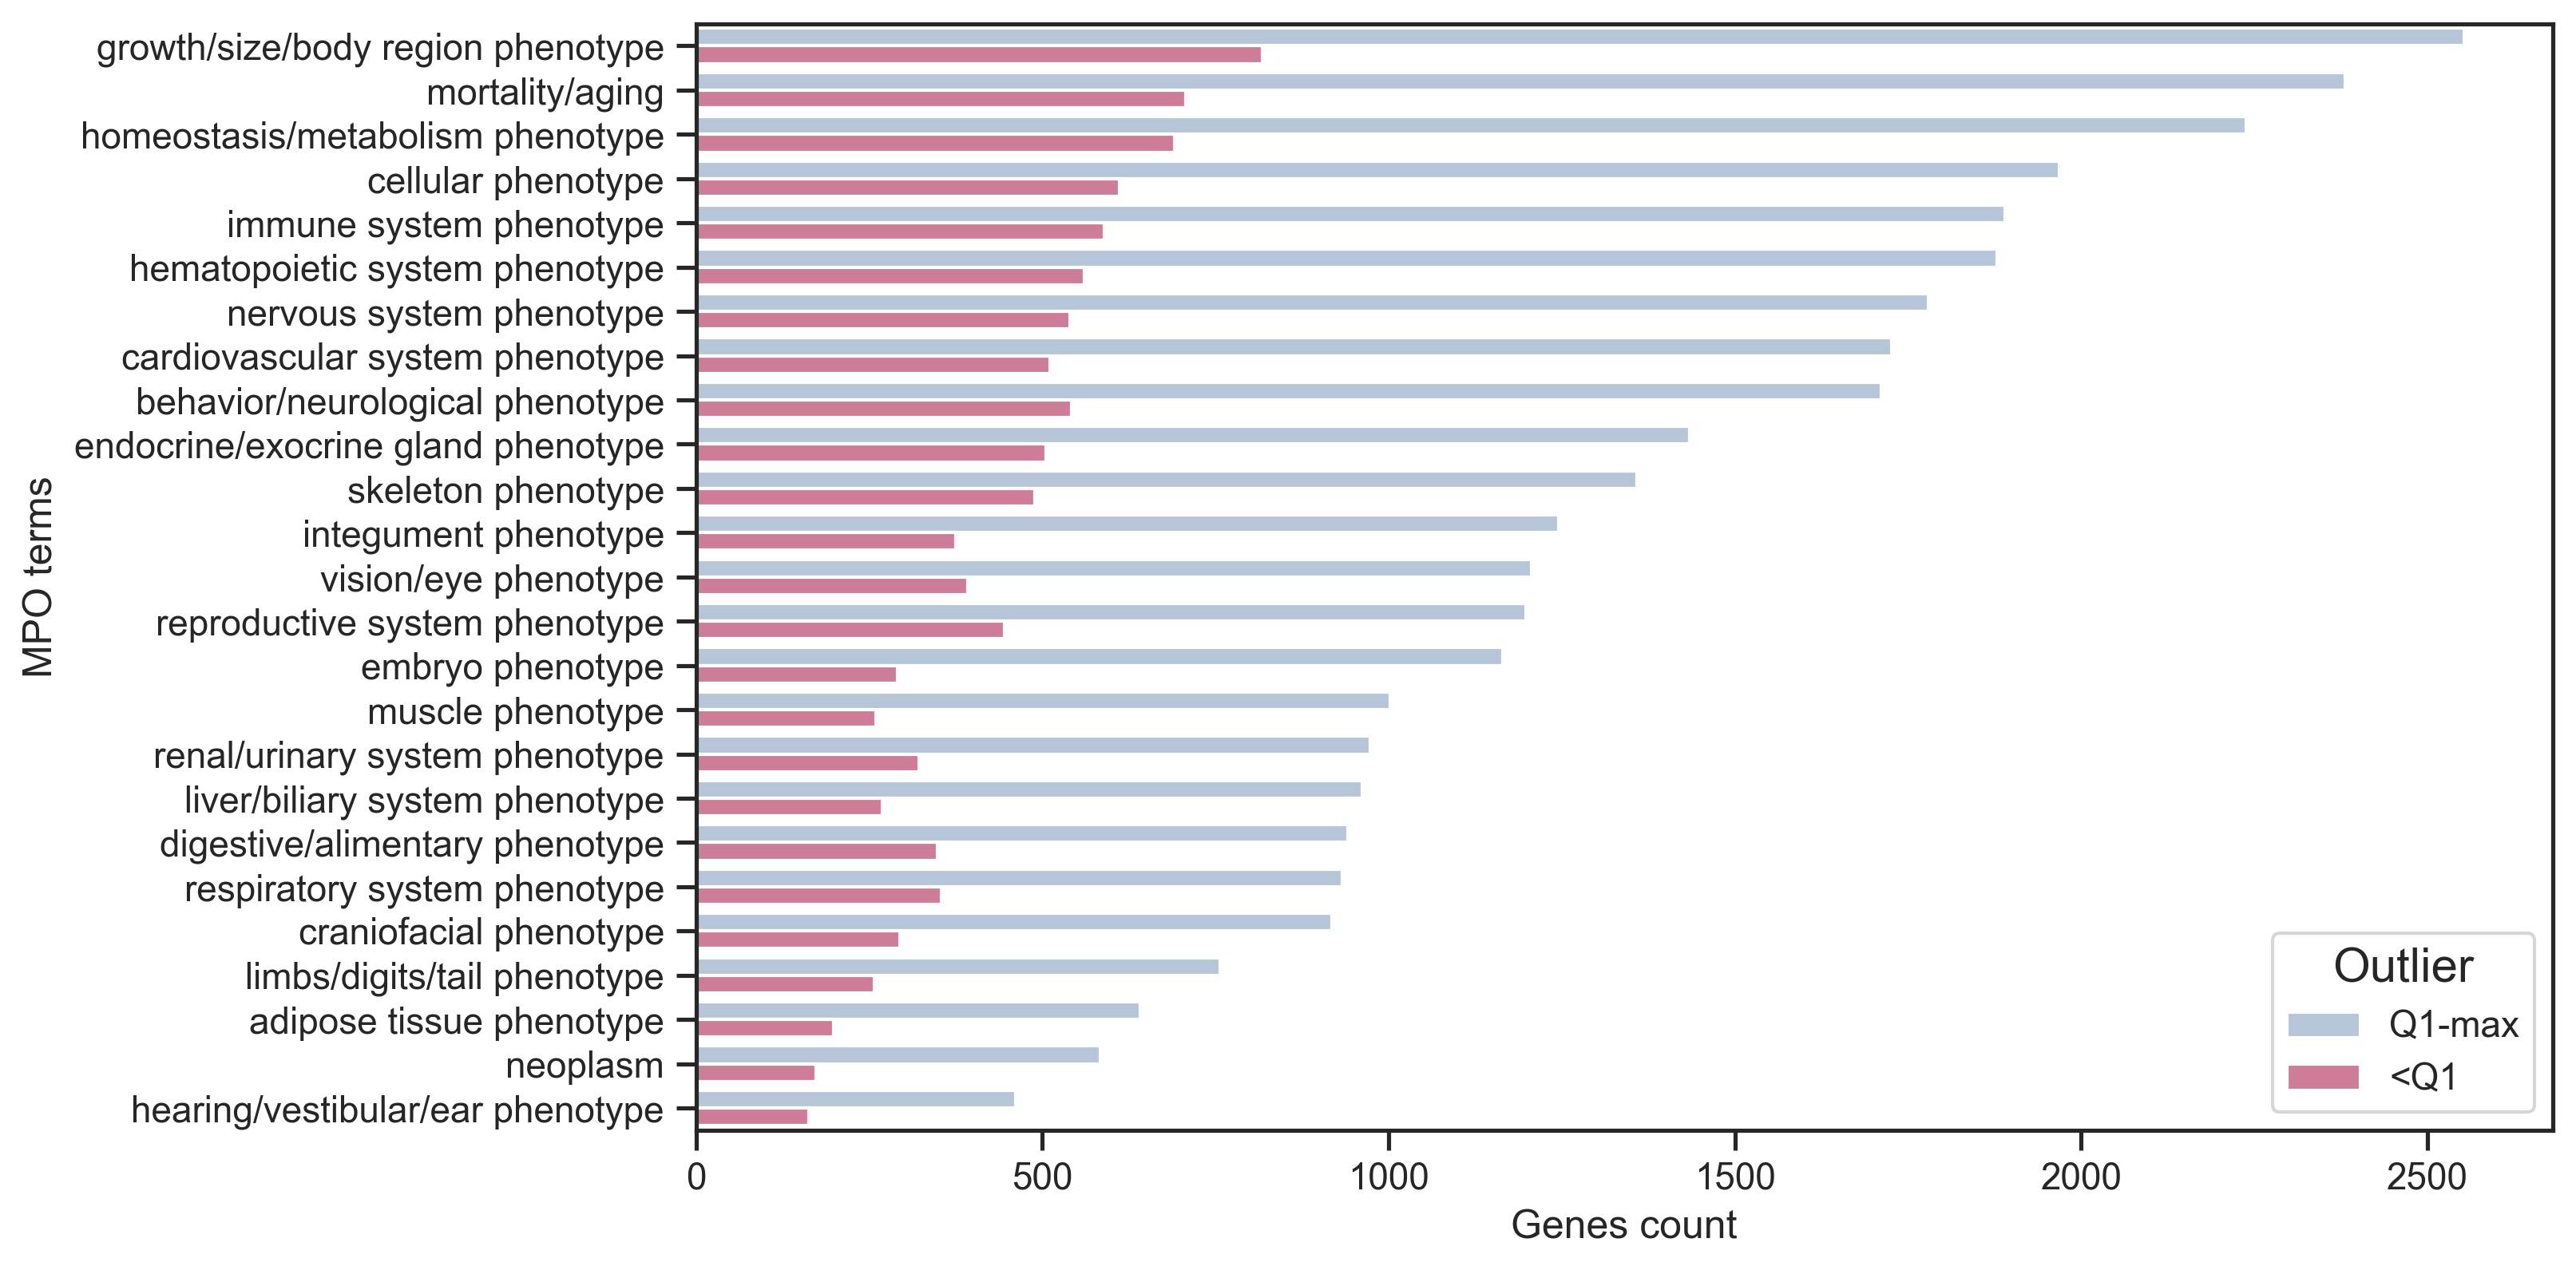 growth/size/body region phenotype
mortality/aging
homeostasis/metabolism phenotype
cellular phenotype
immune system phenotype
hematopoietic system phenotype
nervous system phenotype
cardiovascular system phenotype
behavior/neurological phenotype
endocrine/exocrine gland phenotype
skeleton phenotype
integument phenotype
vision/eye phenotype
reproductive system phenotype
embryo phenotype
muscle phenotype
renal/urinary system phenotype
liver/biliary system phenotype
digestive/alimentary phenotype
respiratory system phenotype
craniofacial phenotype
limbs/digits/tail phenotype
adipose tissue phenotype
neoplasm
hearing/vestibular/ear phenotype
MPO terms
Outlier
Q1-max
<Q1
0 500 1000 1500 2000 2500
Genes count